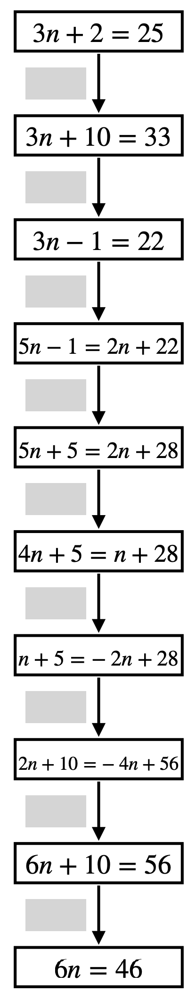 3n + 2 = 25
3n + 10 = 33
3n − 1 = 22
5n − 1 = 2n + 22
5n + 5 = 2n + 28
4n + 5 = n + 28
n + 5 = − 2n + 28
2n + 10 = − 4n + 56
6n + 10 = 56
6n = 46